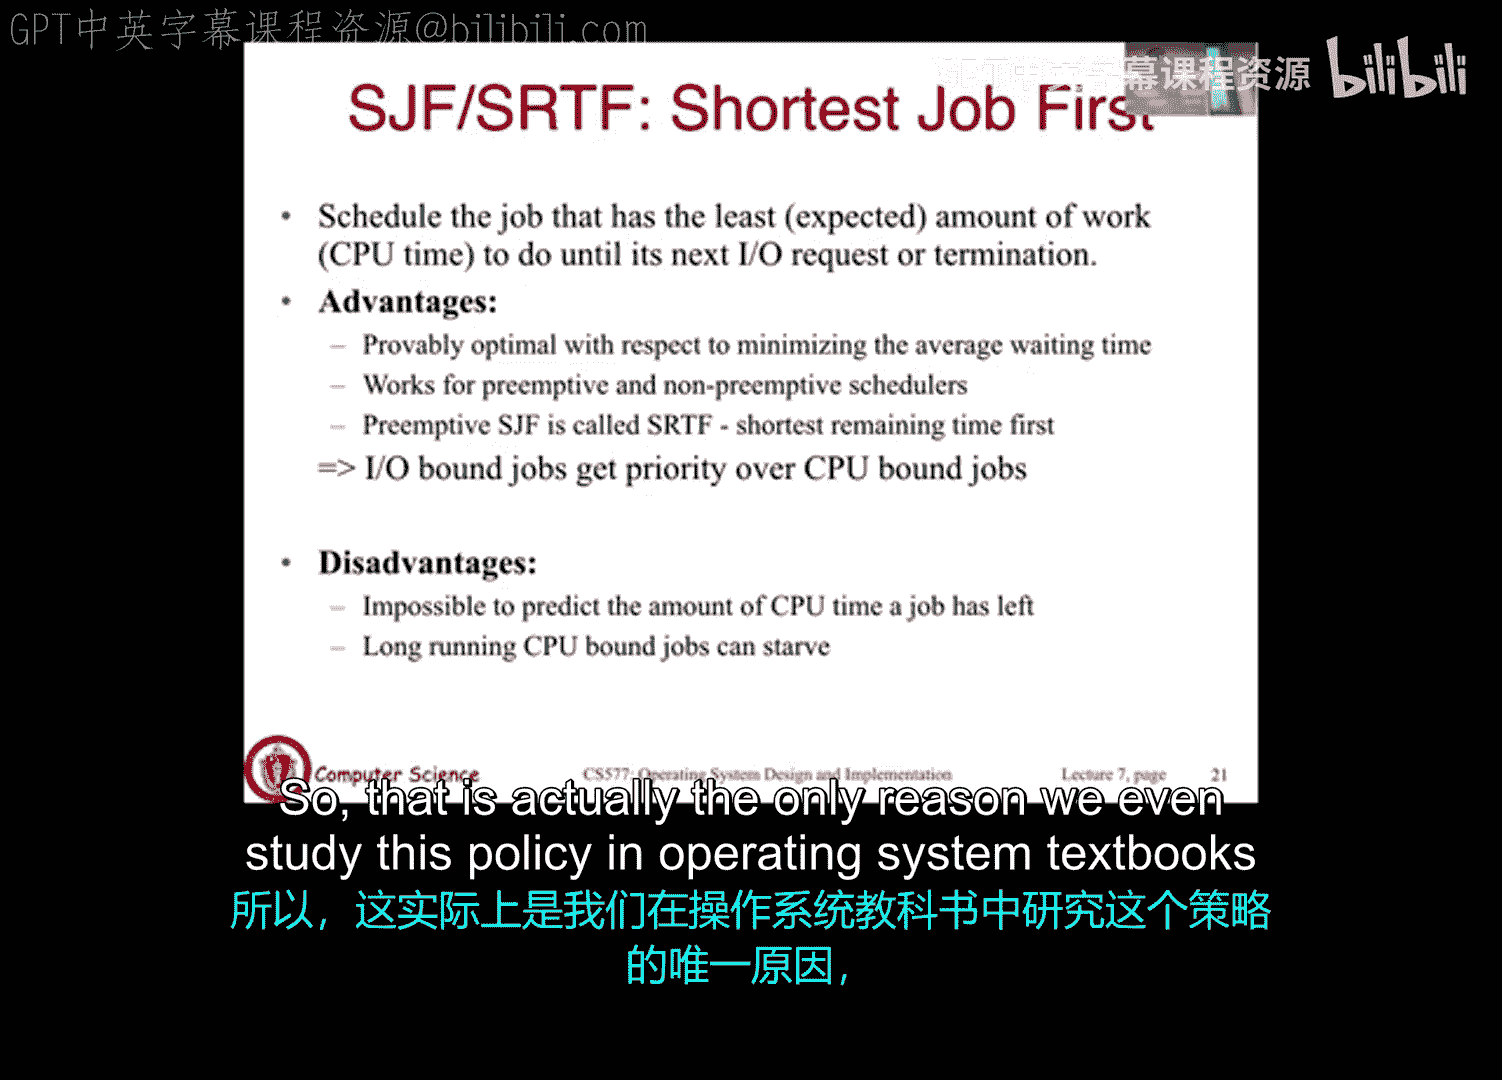 GPT中英字幕课程资源@bilibili.com
幕课程资源 bilibili
SJF/SRTF: Shortest Job First
• Schedule the job that has the least (expected) amount of work
(CPU time) to do until its next I/O request or termination.
• Advantages:
– Provably optimal with respect to minimizing the average waiting time
– Works for preemptive and non-preemptive schedulers
– Preemptive SJF is called SRTF - shortest remaining time first
=> I/O bound jobs get priority over CPU bound jobs
• Disadvantages:
– Impossible to predict the amount of CPU time a job has left
– Long running CPU bound jobs can starve
Computer Science CS577: Operating System Design and Implementation Lecture 7, page 21
So, that is actually the only reason we even
study this policy in operating system textbooks
所以，这实际上是我们在操作系统教科书中研究这个策略
的唯一原因，